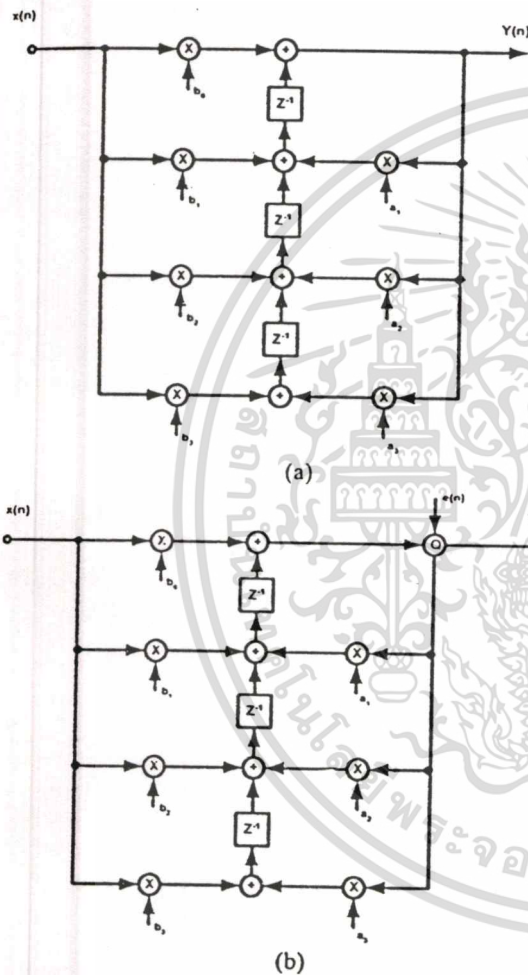 x(n)
Y(n)
X
+
b₀
Z⁻¹
X
+
X
b₁
a₁
Z⁻¹
X
+
X
b₂
a₂
Z⁻¹
X
+
X
b₃
a₃
(a)
x(n)
e(n)
X
+
Q
b₀
Z⁻¹
X
+
X
b₁
a₁
Z⁻¹
X
+
X
b₂
a₂
Z⁻¹
X
+
X
b₃
a₃
(b)